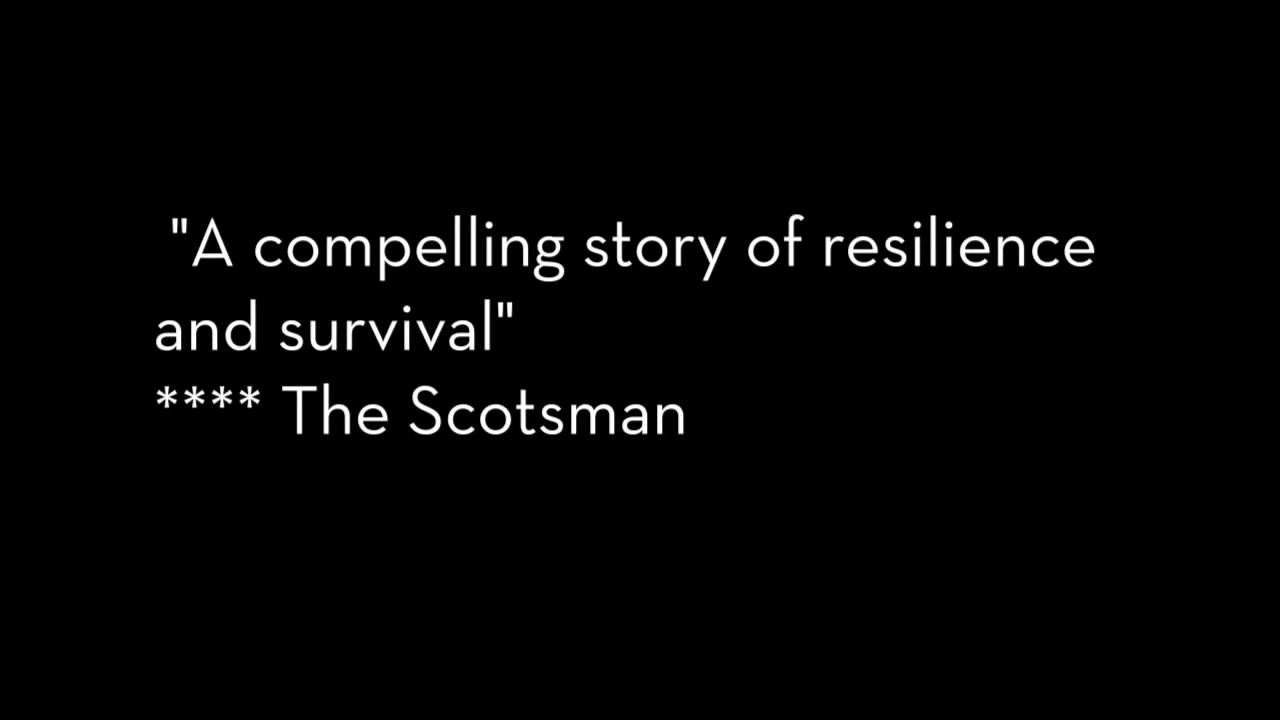 "A compelling story of resilience
and survival"
**** The Scotsman